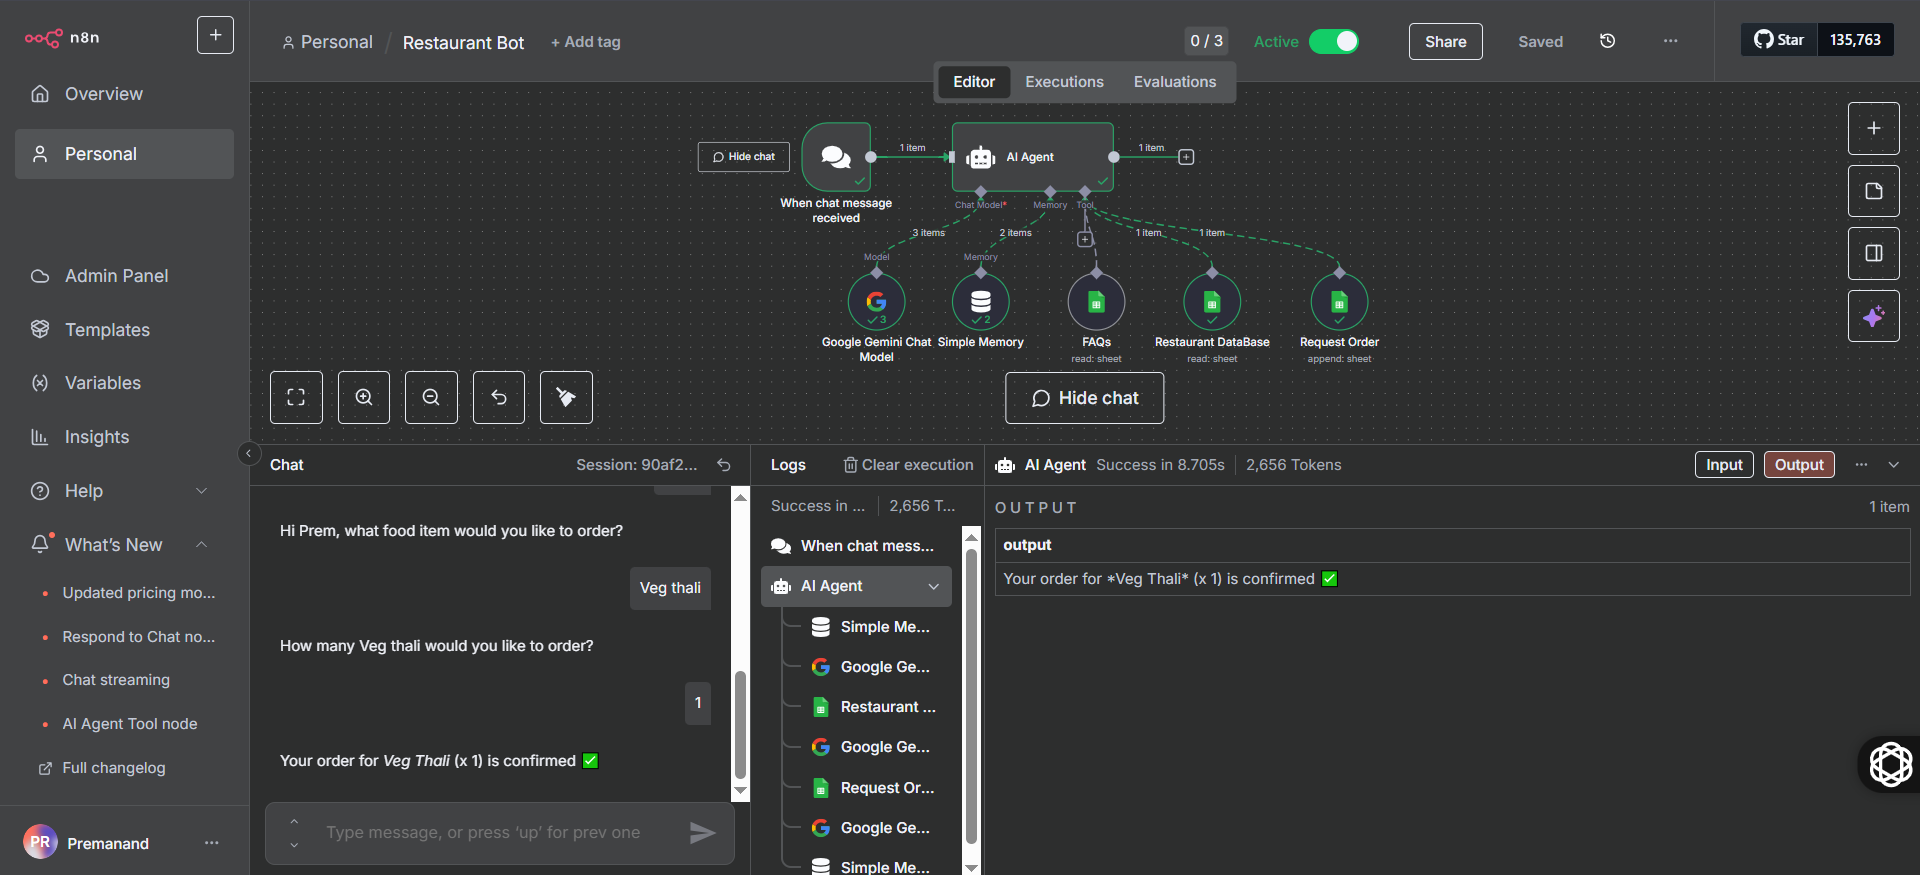 n8n
+
Personal / Restaurant Bot + Add tag
0 / 3
Active
Share
Saved
Star 135,763
Editor Executions Evaluations
Overview
Personal
Admin Panel
Templates
Variables
Insights
Help
What's New
Updated pricing mo...
Respond to Chat no...
Chat streaming
AI Agent Tool node
Full changelog
PR Premanand
Hide chat
When chat message
received
1 item
AI Agent
1 item
Chat Model*
Memory
Tool
3 items
2 items
1 item
1 item
Model
Memory
3
2
Google Gemini Chat
Model
Simple Memory
FAQs
read: sheet
Restaurant DataBase
read: sheet
Request Order
append: sheet
Hide chat
Chat
Session: 90af2...
Hi Prem, what food item would you like to order?
Veg thali
How many Veg thali would you like to order?
1
Your order for Veg Thali (x 1) is confirmed ✅
Type message, or press ‘up’ for prev one
Logs
Clear execution
Success in ... 2,656 T...
When chat mess...
AI Agent
Simple Me...
Google Ge...
Restaurant ...
Google Ge...
Request Or...
Google Ge...
Simple Me...
AI Agent Success in 8.705s 2,656 Tokens
Input Output
OUTPUT
1 item
output
Your order for *Veg Thali* (x 1) is confirmed ✅